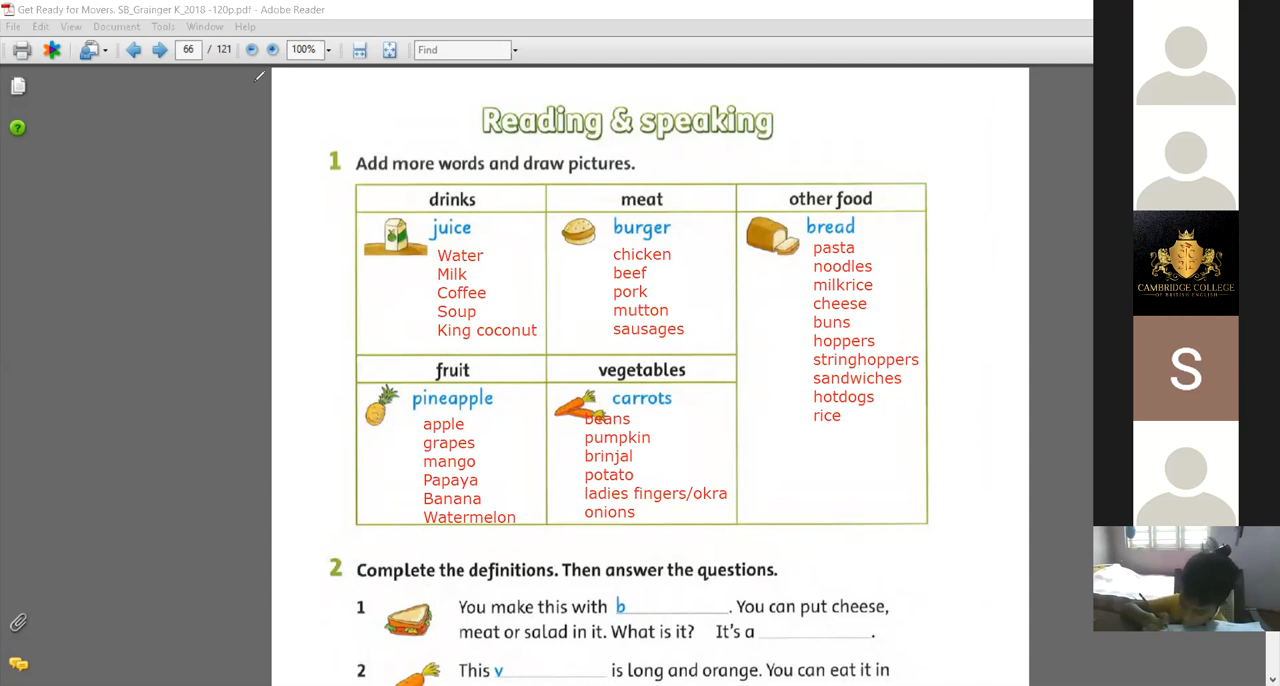 Get Ready for Movers. SB_Grainger K_2018 -120p.pdf - Adobe Reader
File Edit View Document Tools Window Help
66 / 121 100% Find
Reading & speaking
1 Add more words and draw pictures.
drinks
juice
Water
Milk
Coffee
Soup
King coconut
meat
burger
chicken
beef
pork
mutton
sausages
other food
bread
pasta
noodles
milkrice
cheese
buns
hoppers
stringhoppers
sandwiches
hotdogs
rice
fruit
pineapple
apple
grapes
mango
Papaya
Banana
Watermelon
vegetables
carrots
beans
pumpkin
brinjal
potato
ladies fingers/okra
onions
2 Complete the definitions. Then answer the questions.
1 You make this with b__________. You can put cheese,
meat or salad in it. What is it? It's a __________.
2 This v__________ is long and orange. You can eat it in
CAMBRIDGE COLLEGE
OF BRITISH ENGLISH
S